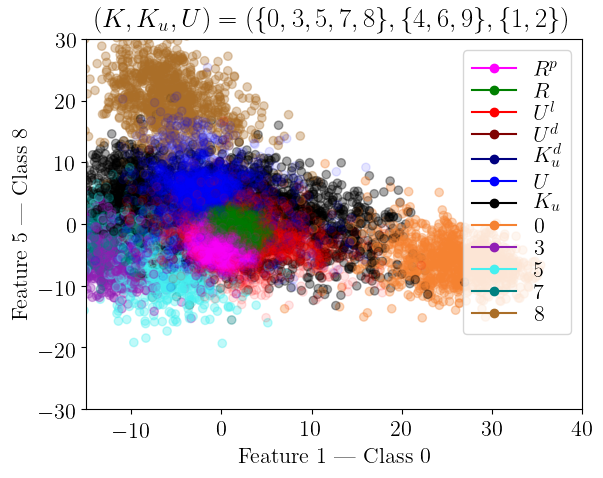 (K, K_u, U) = ({0, 3, 5, 7, 8}, {4, 6, 9}, {1, 2})
30
20
10
0
−10
−20
−30
Feature 5 — Class 8
−10
0
10
20
30
40
Feature 1 — Class 0
R^p
R
U^l
U^d
K_u^d
U
K_u
0
3
5
7
8